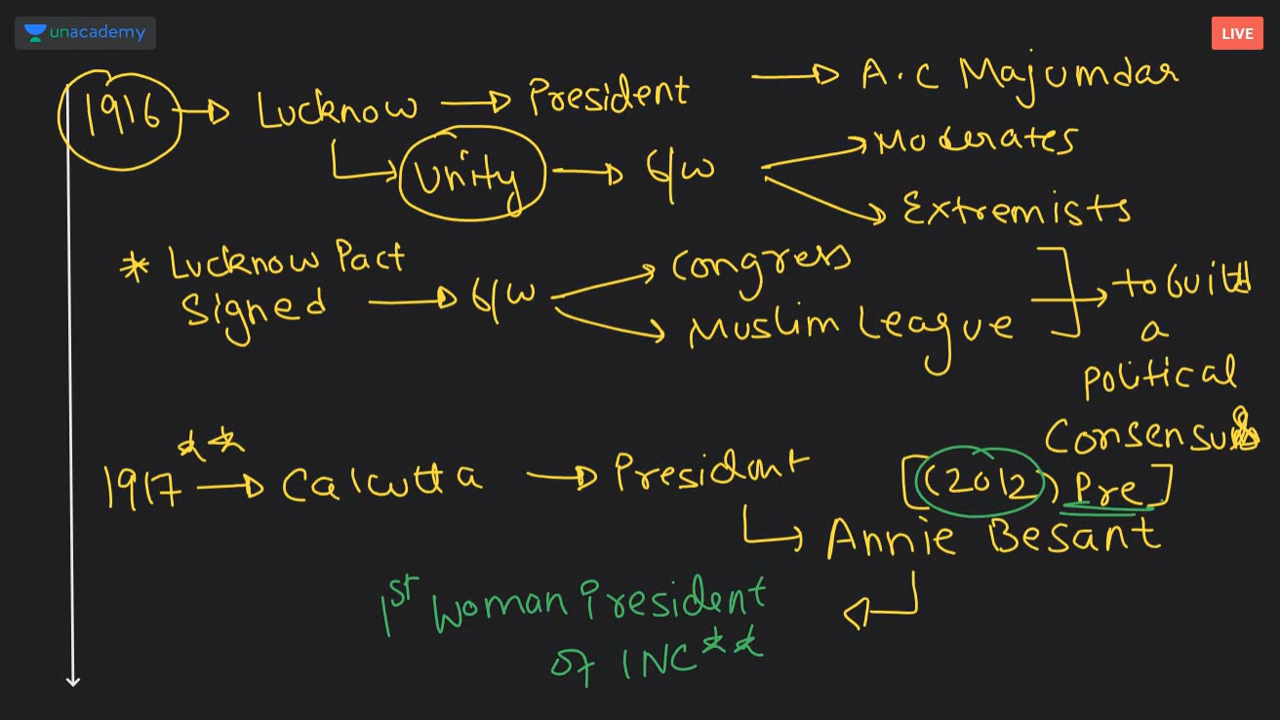 unacademy
LIVE
1916 → Lucknow → President → A.C Majumdar
Unity → b/w → Moderates
→ Extremists
* Lucknow Pact
Signed → b/w → Congress
→ Muslim League
→ to build
a
political
Consensus
1917 ** → Calcutta → President [(2012) Pre]
Annie Besant
1st Woman President
of INC **